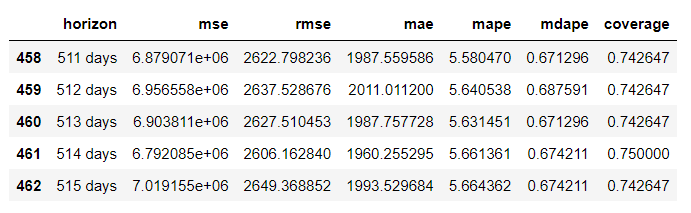 horizon mse rmse mae mape mdape coverage
458 511 days 6.879071e+06 2622.798236 1987.559586 5.580470 0.671296 0.742647
459 512 days 6.956558e+06 2637.528676 2011.011200 5.640538 0.687591 0.742647
460 513 days 6.903811e+06 2627.510453 1987.757728 5.631451 0.671296 0.742647
461 514 days 6.792085e+06 2606.162840 1960.255295 5.661361 0.674211 0.750000
462 515 days 7.019155e+06 2649.368852 1993.529684 5.664362 0.674211 0.742647